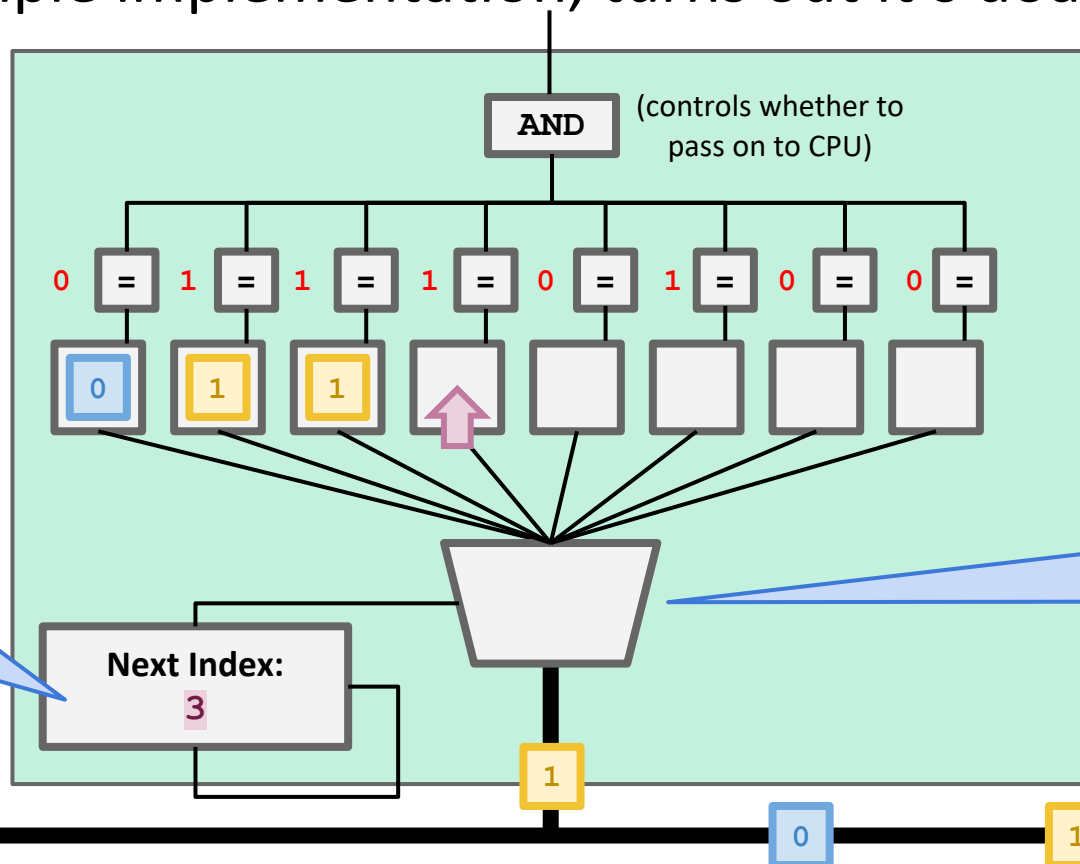 AND
(controls whether to
pass on to CPU)
0 = 1 = 1 = 1 = 0 = 1 = 0 = 0 =
0 1 1
Next Index:
3
1
0 1